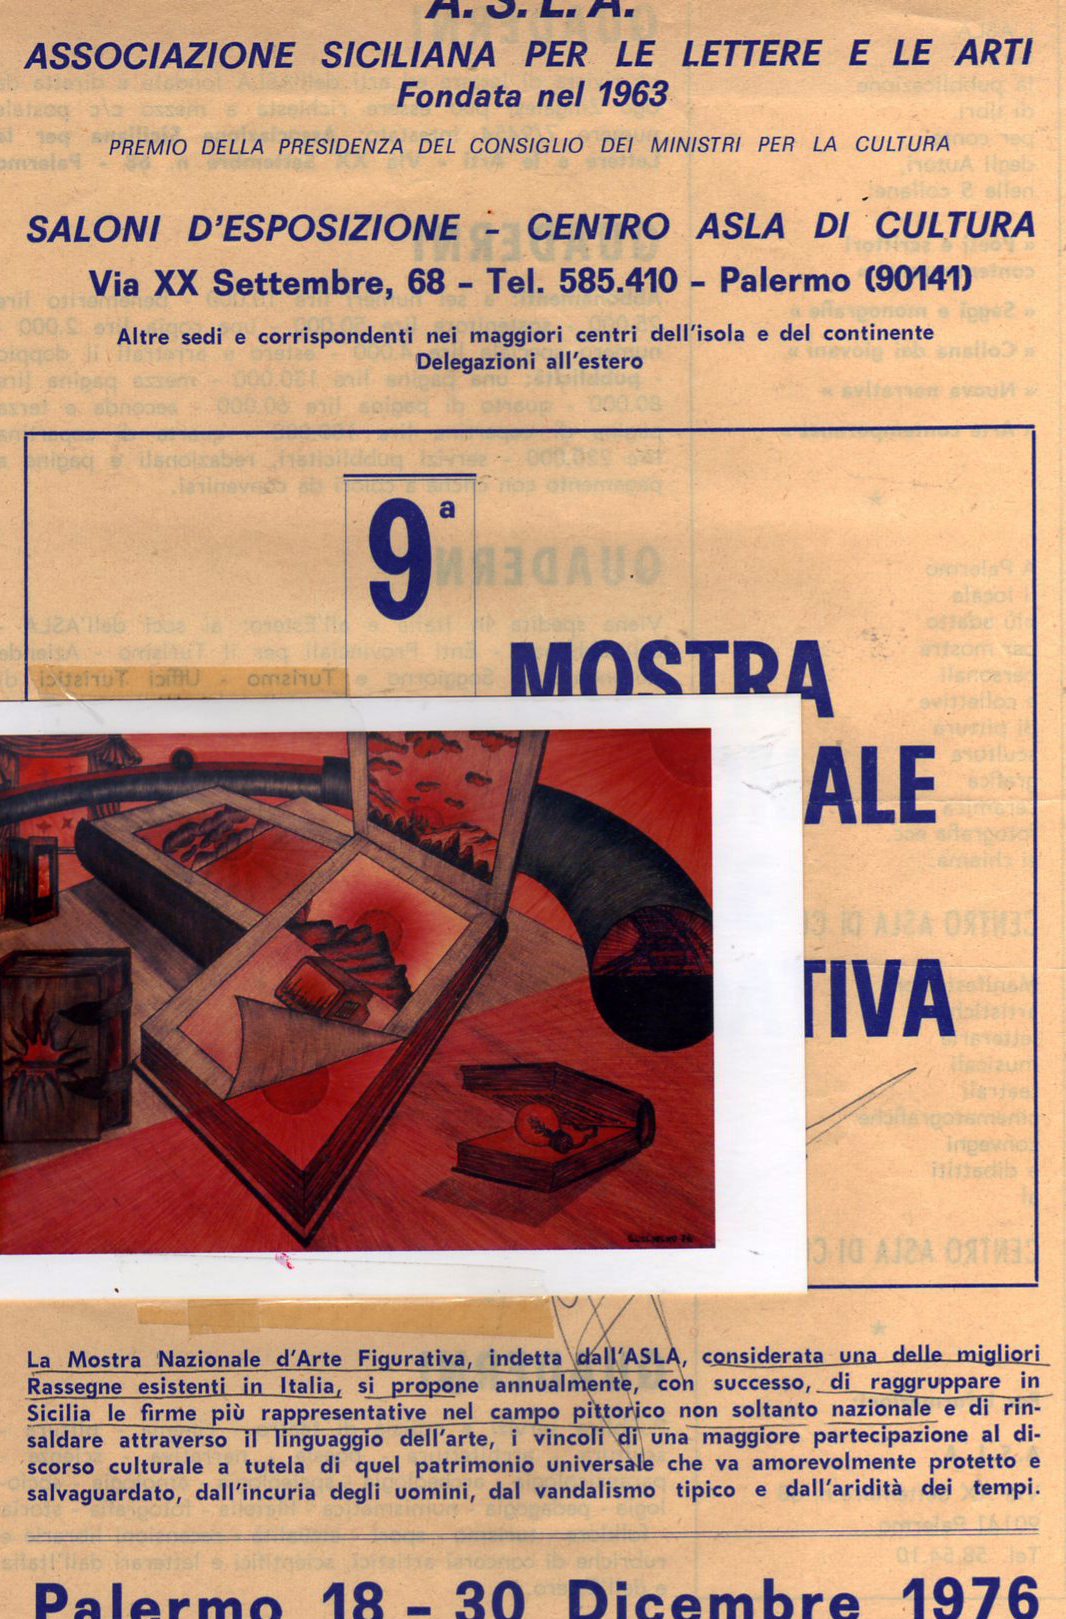 A.S.L.A.
ASSOCIAZIONE SICILIANA PER LE LETTERE E LE ARTI
Fondata nel 1963
PREMIO DELLA PRESIDENZA DEL CONSIGLIO DEI MINISTRI PER LA CULTURA
SALONI D'ESPOSIZIONE - CENTRO ASLA DI CULTURA
Via XX Settembre, 68 - Tel. 585.410 - Palermo (90141)
Altre sedi e corrispondenti nei maggiori centri dell'isola e del continente
Delegazioni all'estero
9a
MOSTRA
ALE
TIVA
La Mostra Nazionale d'Arte Figurativa, indetta dall'ASLA, considerata una delle migliori
Rassegne esistenti in Italia, si propone annualmente, con successo, di raggruppare in
Sicilia le firme più rappresentative nel campo pittorico non soltanto nazionale e di rin-
saldare attraverso il linguaggio dell'arte, i vincoli di una maggiore partecipazione al di-
scorso culturale a tutela di quel patrimonio universale che va amorevolmente protetto e
salvaguardato, dall'incuria degli uomini, dal vandalismo tipico e dall'aridità dei tempi.
Palermo 18 - 30 Dicembre 1976